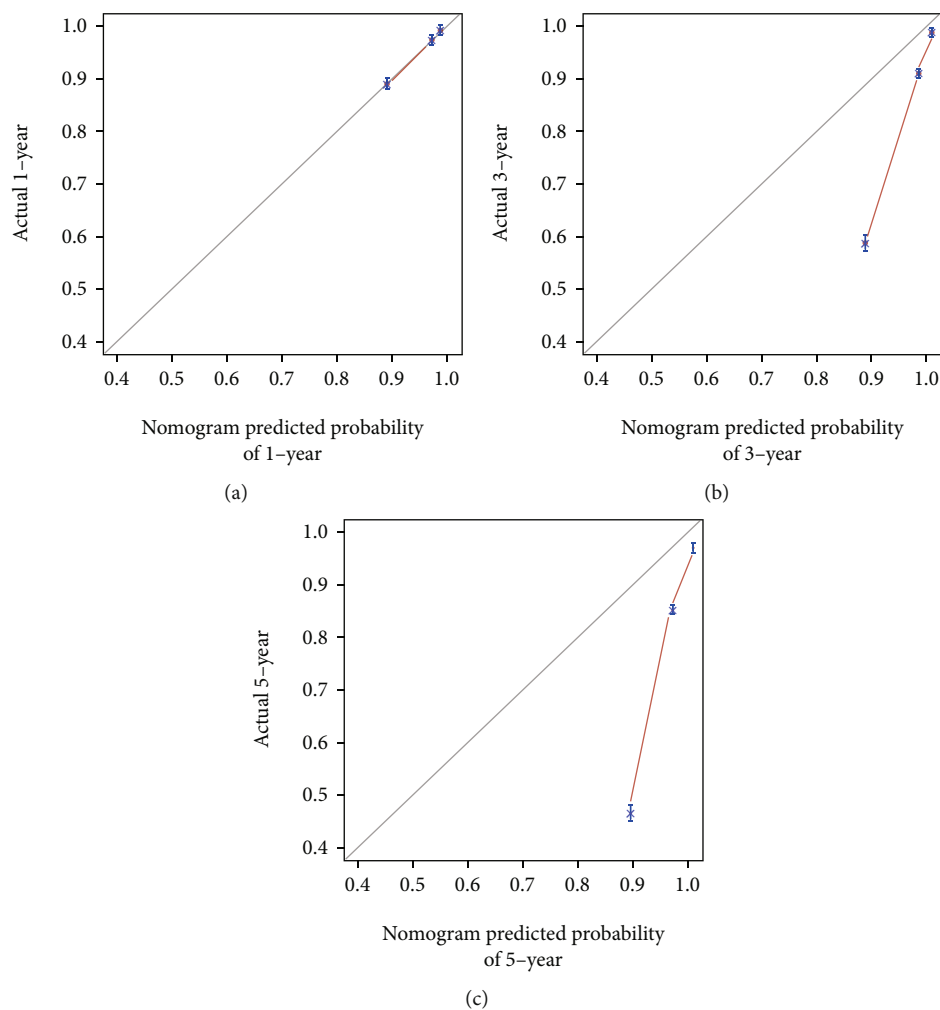 1.0
0.9
0.8
0.7
0.6
0.5
0.4
Actual 1–year
0.4 0.5 0.6 0.7 0.8 0.9 1.0
Nomogram predicted probability
of 1–year
(a)
1.0
0.9
0.8
0.7
0.6
0.5
0.4
Actual 3–year
0.4 0.5 0.6 0.7 0.8 0.9 1.0
Nomogram predicted probability
of 3–year
(b)
1.0
0.9
0.8
0.7
0.6
0.5
0.4
Actual 5–year
0.4 0.5 0.6 0.7 0.8 0.9 1.0
Nomogram predicted probability
of 5–year
(c)